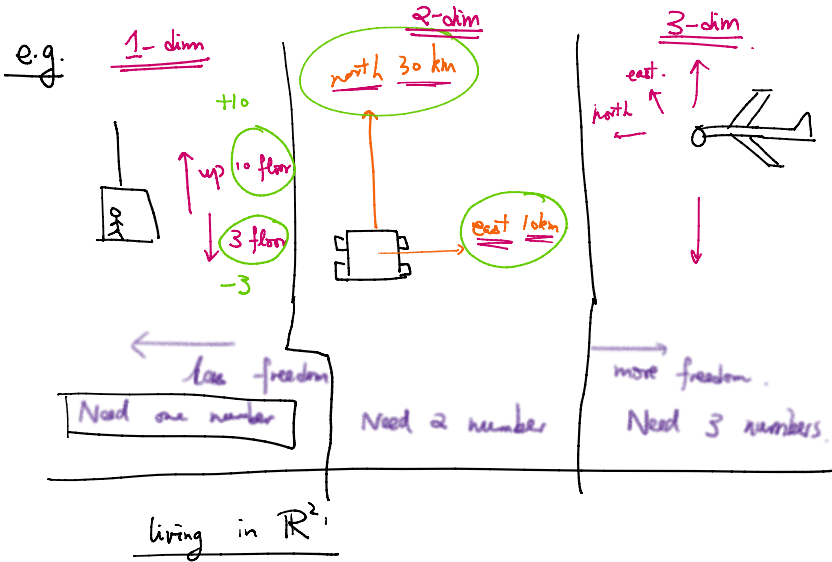 e.g.
1-dim
2-dim
3-dim
+10
up 10 floor
3 floor
-3
north 30 km
east 10km
east.
north
less freedom
more freedom.
Need one number
Need 2 number
Need 3 numbers.
living in ℝ².